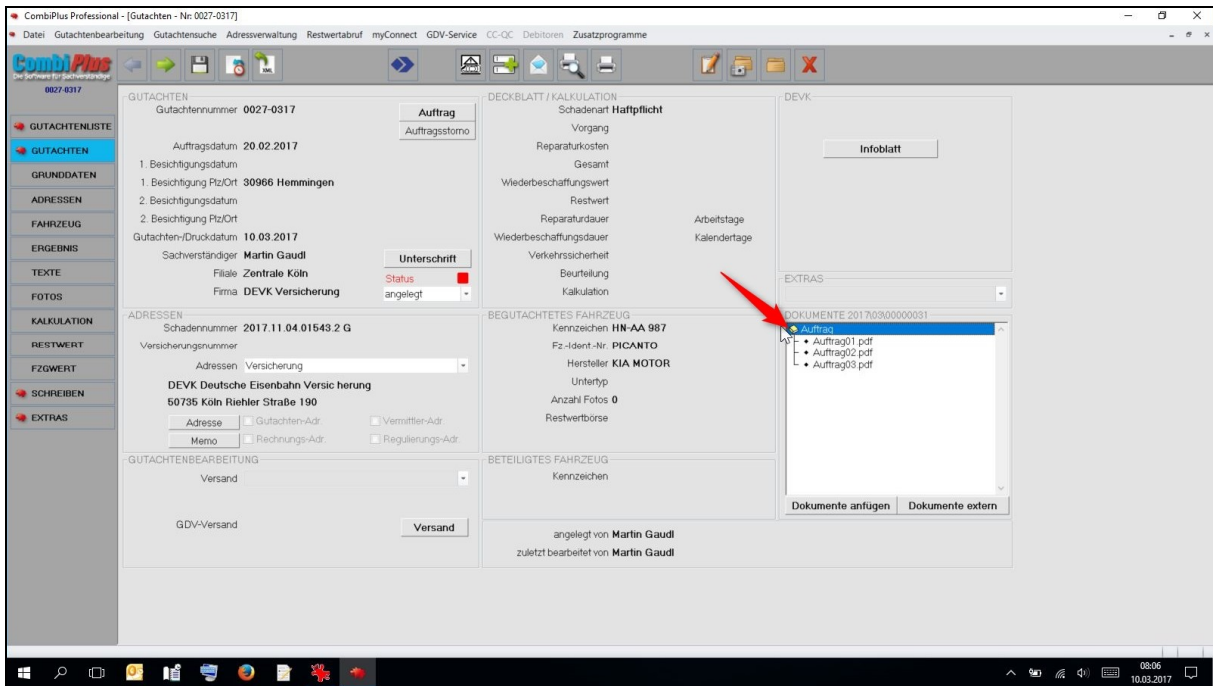 CombiPlus Professional - [Gutachten - Nr: 0027-0317]
Datei Gutachtenbearbeitung Gutachtensuche Adressverwaltung Restwertabruf myConnect GDV-Service CC-QC Debitoren Zusatzprogramme
CombiPlus
Die Software für Sachverständige
0027-0317
GUTACHTENLISTE
GUTACHTEN
GRUNDDATEN
ADRESSEN
FAHRZEUG
ERGEBNIS
TEXTE
FOTOS
KALKULATION
RESTWERT
FZGWERT
SCHREIBEN
EXTRAS
XML
GUTACHTEN
Gutachtennummer 0027-0317
Auftrag
Auftragsstorno
Auftragsdatum 20.02.2017
1. Besichtigungsdatum
1. Besichtigung Plz/Ort 30966 Hemmingen
2. Besichtigungsdatum
2. Besichtigung Plz/Ort
Gutachten-/Druckdatum 10.03.2017
Sachverständiger Martin Gaudl
Unterschrift
Filiale Zentrale Köln
Status
Firma DEVK Versicherung
angelegt
ADRESSEN
Schadennummer 2017.11.04.01543.2 G
Versicherungsnummer
Adressen Versicherung
DEVK Deutsche Eisenbahn Versic herung
50735 Köln Riehler Straße 190
Adresse Gutachten-Adr. Vermittler-Adr.
Memo Rechnungs-Adr. Regulierungs-Adr.
GUTACHTENBEARBEITUNG
Versand
GDV-Versand
Versand
DECKBLATT / KALKULATION
Schadenart Haftpflicht
Vorgang
Reparaturkosten
Gesamt
Wiederbeschaffungswert
Restwert
Reparaturdauer Arbeitstage
Wiederbeschaffungsdauer Kalendertage
Verkehrssicherheit
Beurteilung
Kalkulation
BEGUTACHTETES FAHRZEUG
Kennzeichen HN-AA 987
Fz.-Ident.-Nr. PICANTO
Hersteller KIA MOTOR
Untertyp
Anzahl Fotos 0
Restwertbörse
BETEILIGTES FAHRZEUG
Kennzeichen
angelegt von Martin Gaudl
zuletzt bearbeitet von Martin Gaudl
DEVK
Infoblatt
EXTRAS
DOKUMENTE 2017\03\00000031
Auftrag
Auftrag01.pdf
Auftrag02.pdf
Auftrag03.pdf
Dokumente anfügen Dokumente extern
08:06
10.03.2017